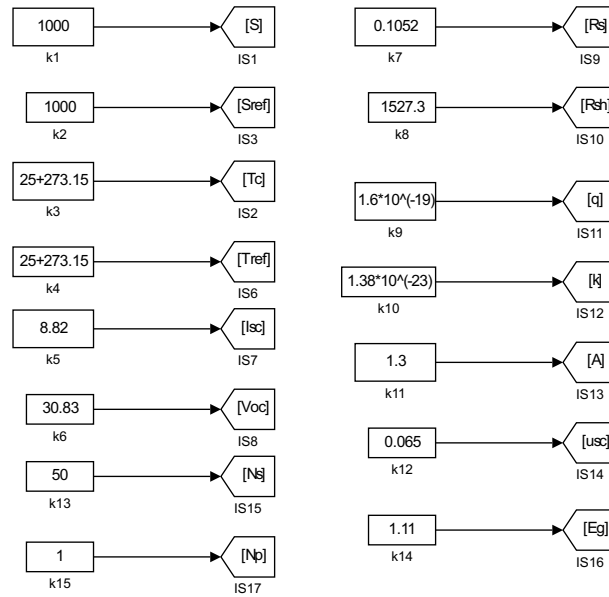 1000
[S]
k1
IS1
1000
[Sref]
k2
IS3
25+273.15
[Tc]
k3
IS2
25+273.15
[Tref]
k4
IS6
8.82
[Isc]
k5
IS7
30.83
[Voc]
k6
IS8
50
[Ns]
k13
IS15
1
[Np]
k15
IS17
0.1052
[Rs]
k7
IS9
1527.3
[Rsh]
k8
IS10
1.6*10^(-19)
[q]
k9
IS11
1.38*10^(-23)
[k]
k10
IS12
1.3
[A]
k11
IS13
0.065
[usc]
k12
IS14
1.11
[Eg]
k14
IS16